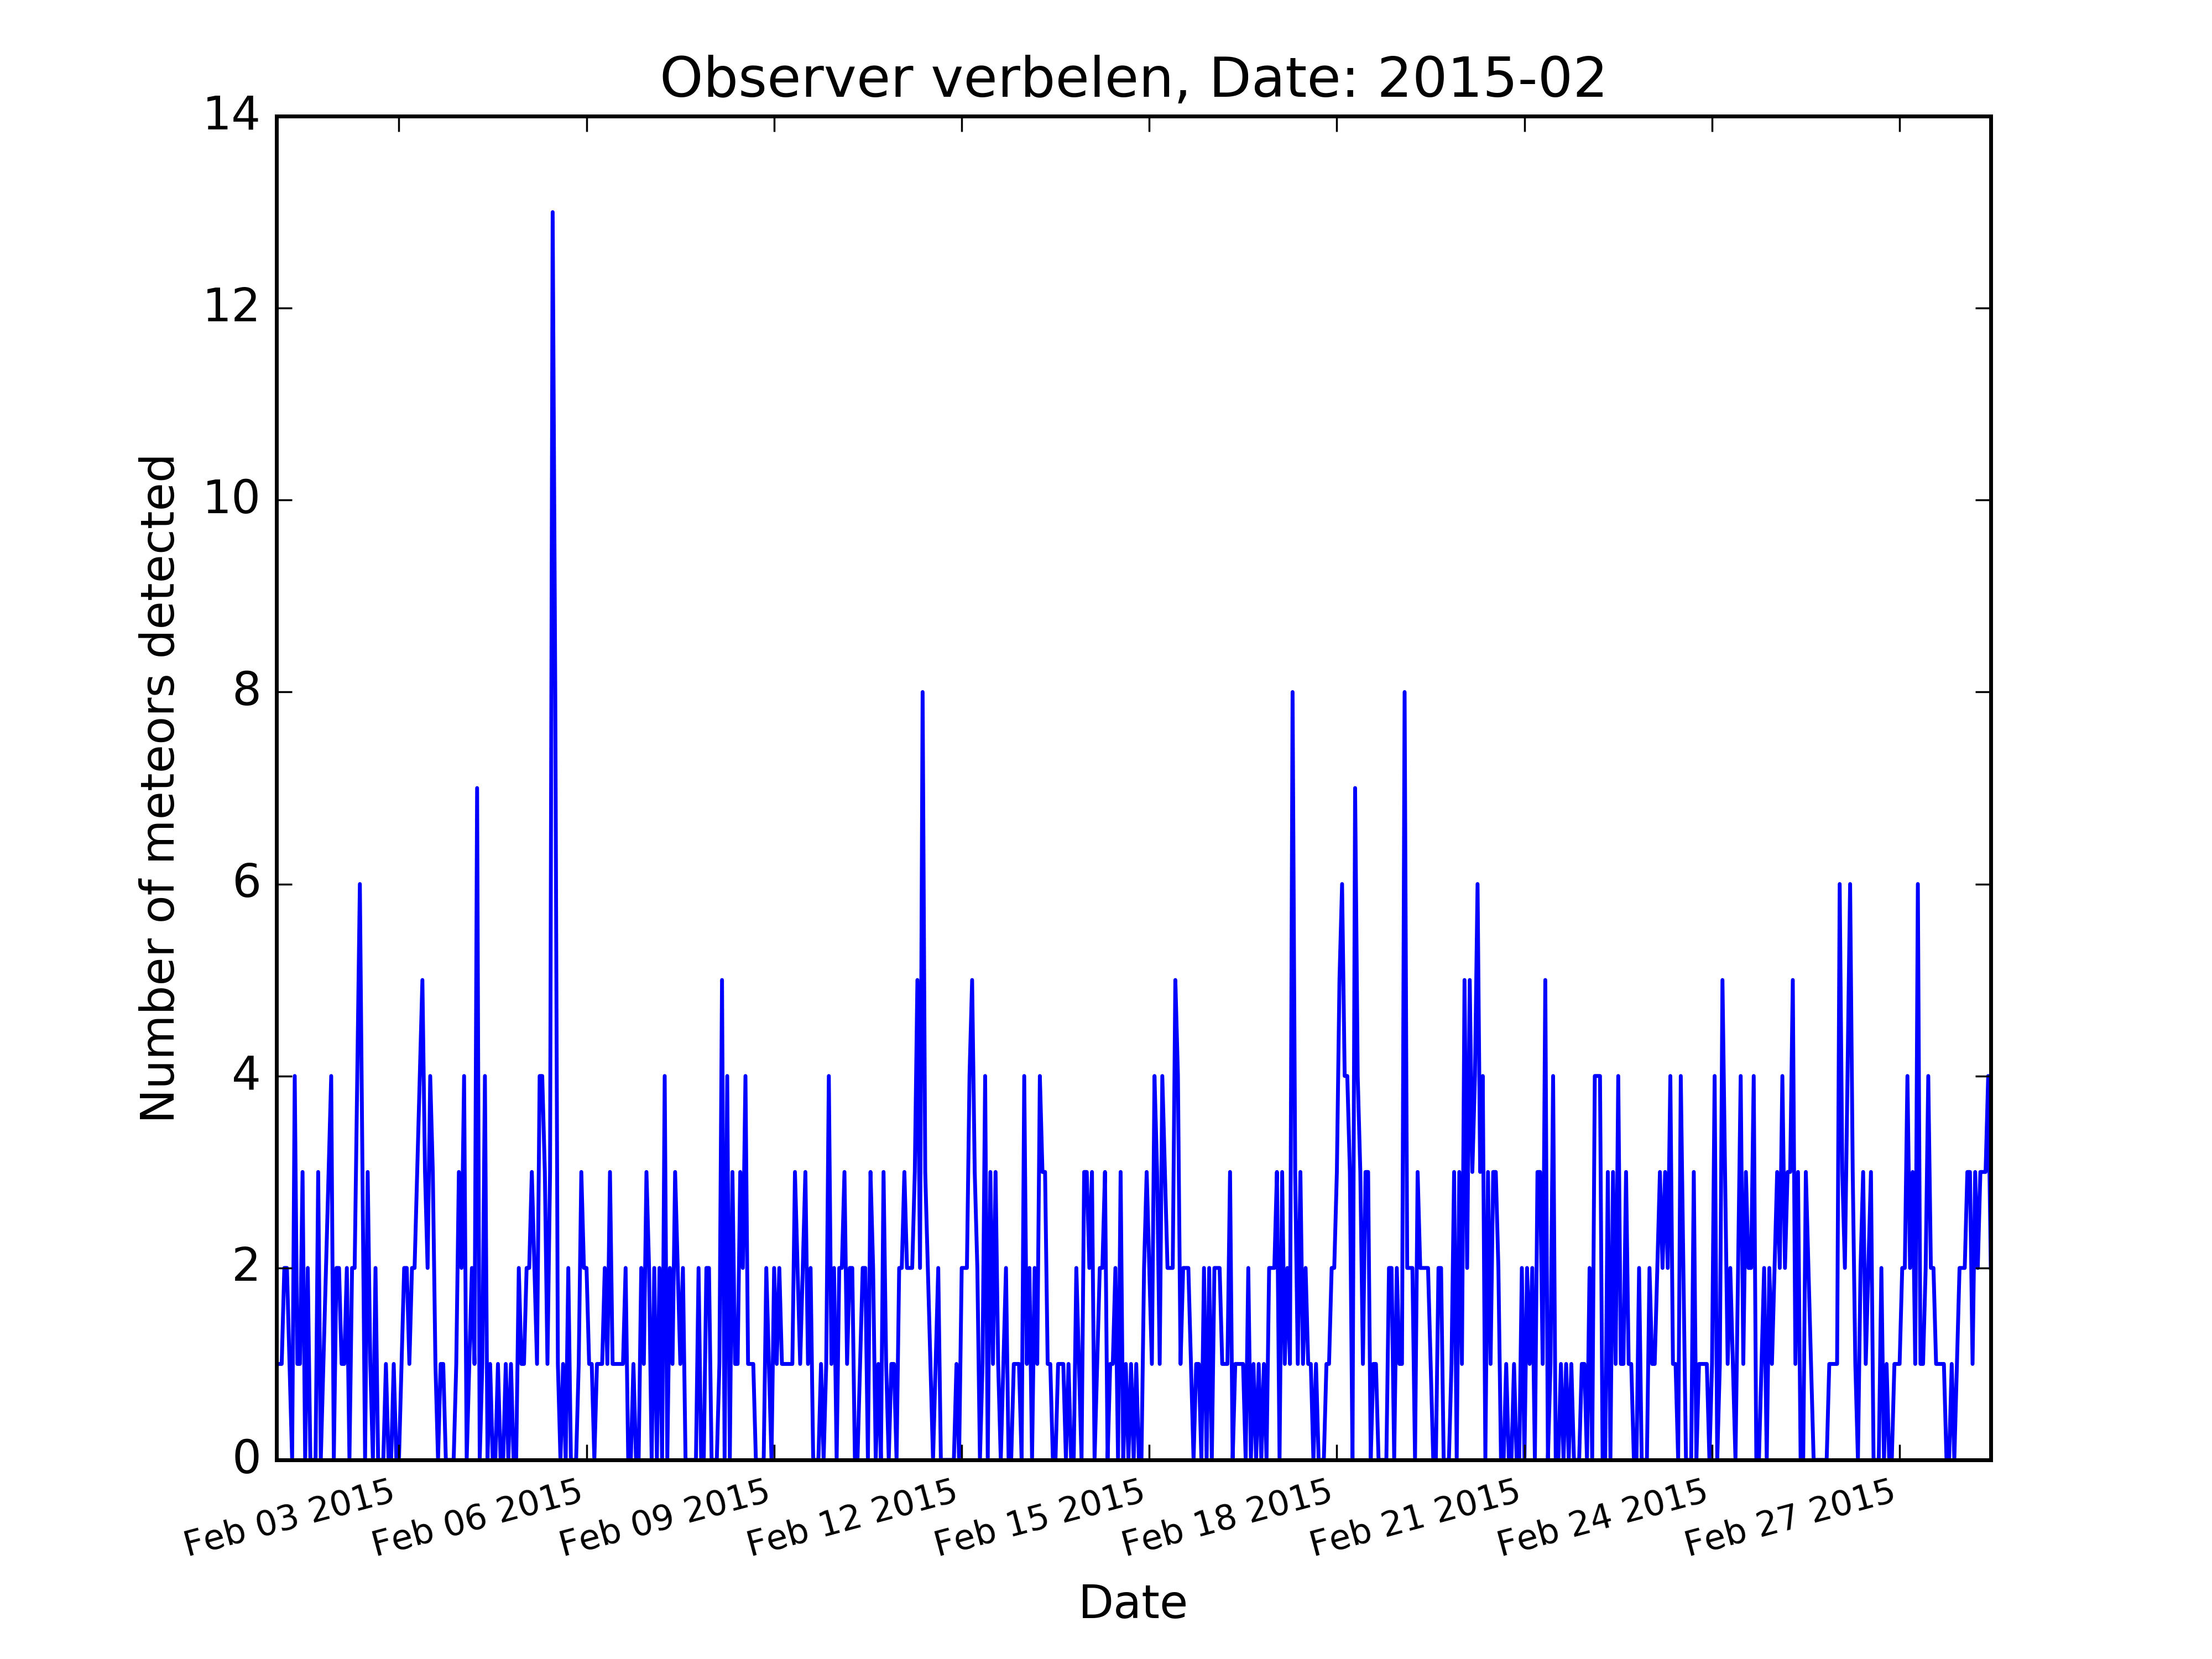 Observer verbelen, Date: 2015-02
14
12
10
8
6
4
2
0
Number of meteors detected
Feb 03 2015
Feb 06 2015
Feb 09 2015
Feb 12 2015
Feb 15 2015
Feb 18 2015
Feb 21 2015
Feb 24 2015
Feb 27 2015
Date